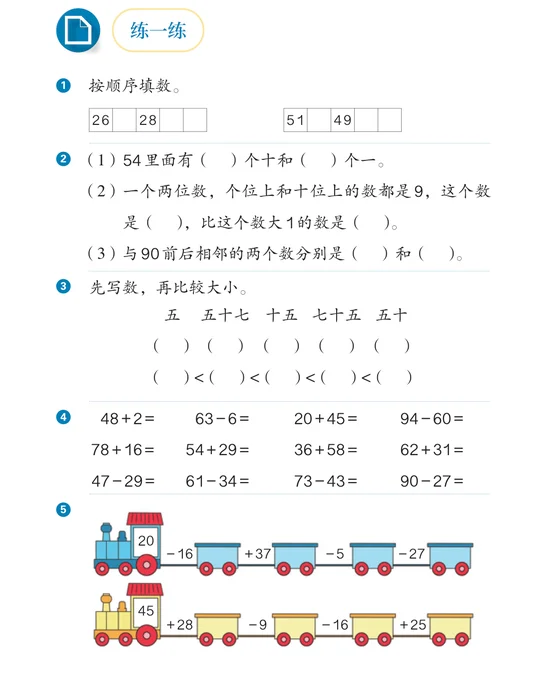 练一练
1 按顺序填数。
26 28 51 49
2 （1）54里面有（ ）个十和（ ）个一。
（2）一个两位数，个位上和十位上的数都是9，这个数
是（ ），比这个数大1的数是（ ）。
（3）与90前后相邻的两个数分别是（ ）和（ ）。
3 先写数，再比较大小。
五 五十七 十五 七十五 五十
（ ）（ ）（ ）（ ）（ ）
（ ）<（ ）<（ ）<（ ）<（ ）
4 48+2= 63-6= 20+45= 94-60=
78+16= 54+29= 36+58= 62+31=
47-29= 61-34= 73-43= 90-27=
5
20 -16 +37 -5 -27
45 +28 -9 -16 +25